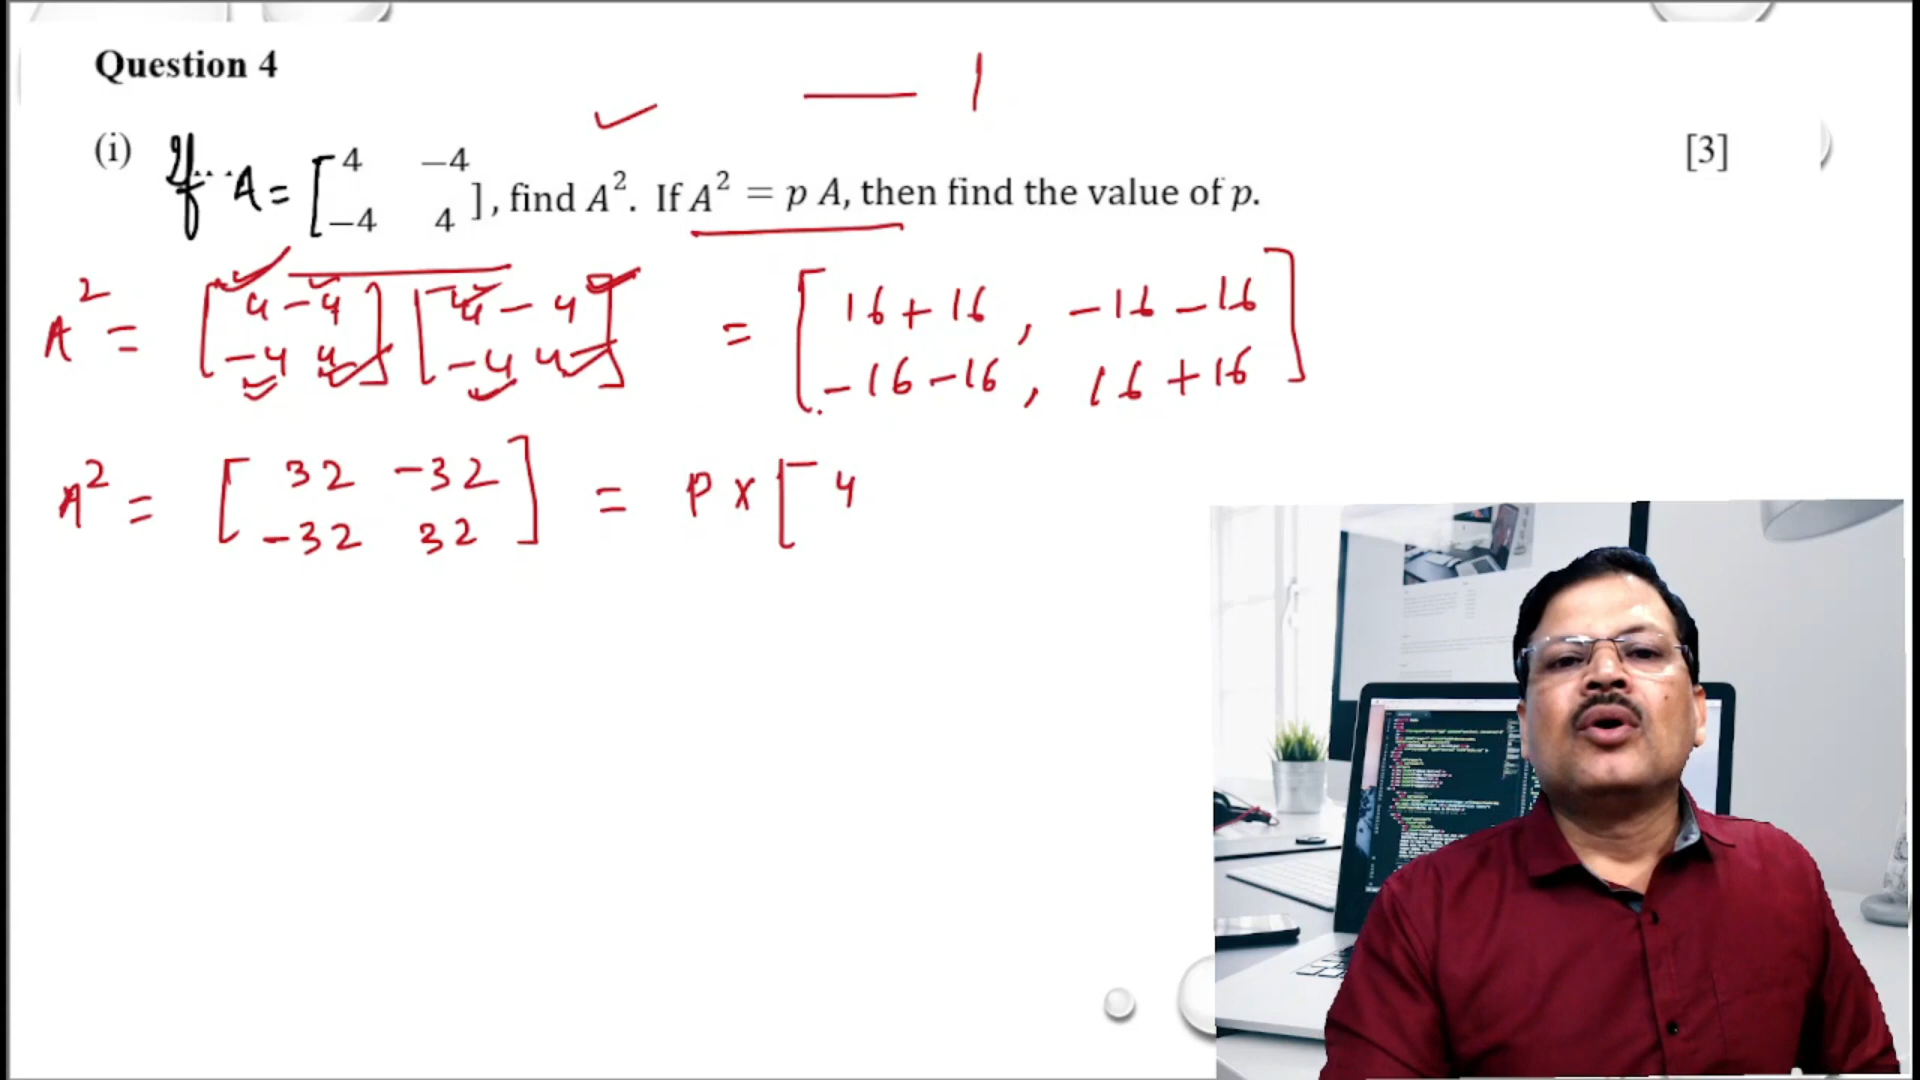 Question 4
— 1
(i) If A = [4 −4 −4 4], find A². If A² = p A, then find the value of p. [3]
A² = [4 −4 −4 4] [4 −4 −4 4] = [16 + 16, −16 − 16 −16 − 16, 16 + 16]
A² = [32 −32 −32 32] = P × [4